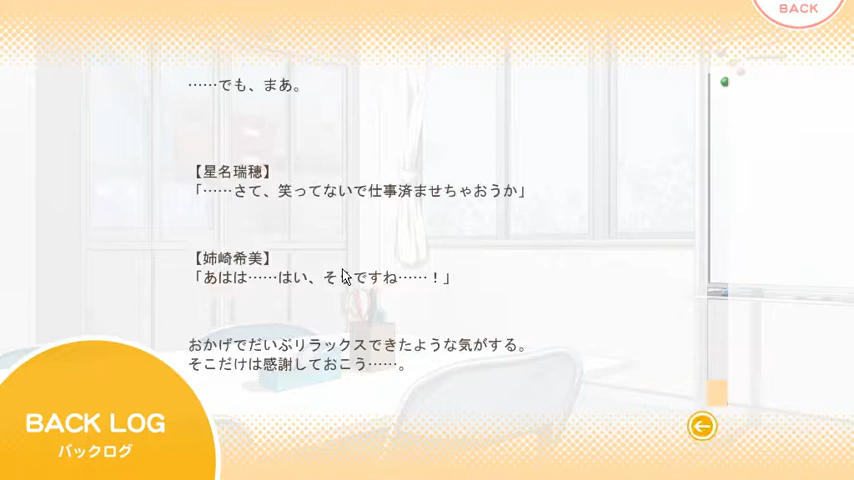 BACK
……でも、まあ。
【星名瑞穂】
「……さて、笑ってないで仕事済ませちゃおうか」
【姉崎希美】
「あはは……はい、そうですね……！」
おかげでだいぶリラックスできたような気がする。
そこだけは感謝しておこう……。
BACK LOG
バックログ